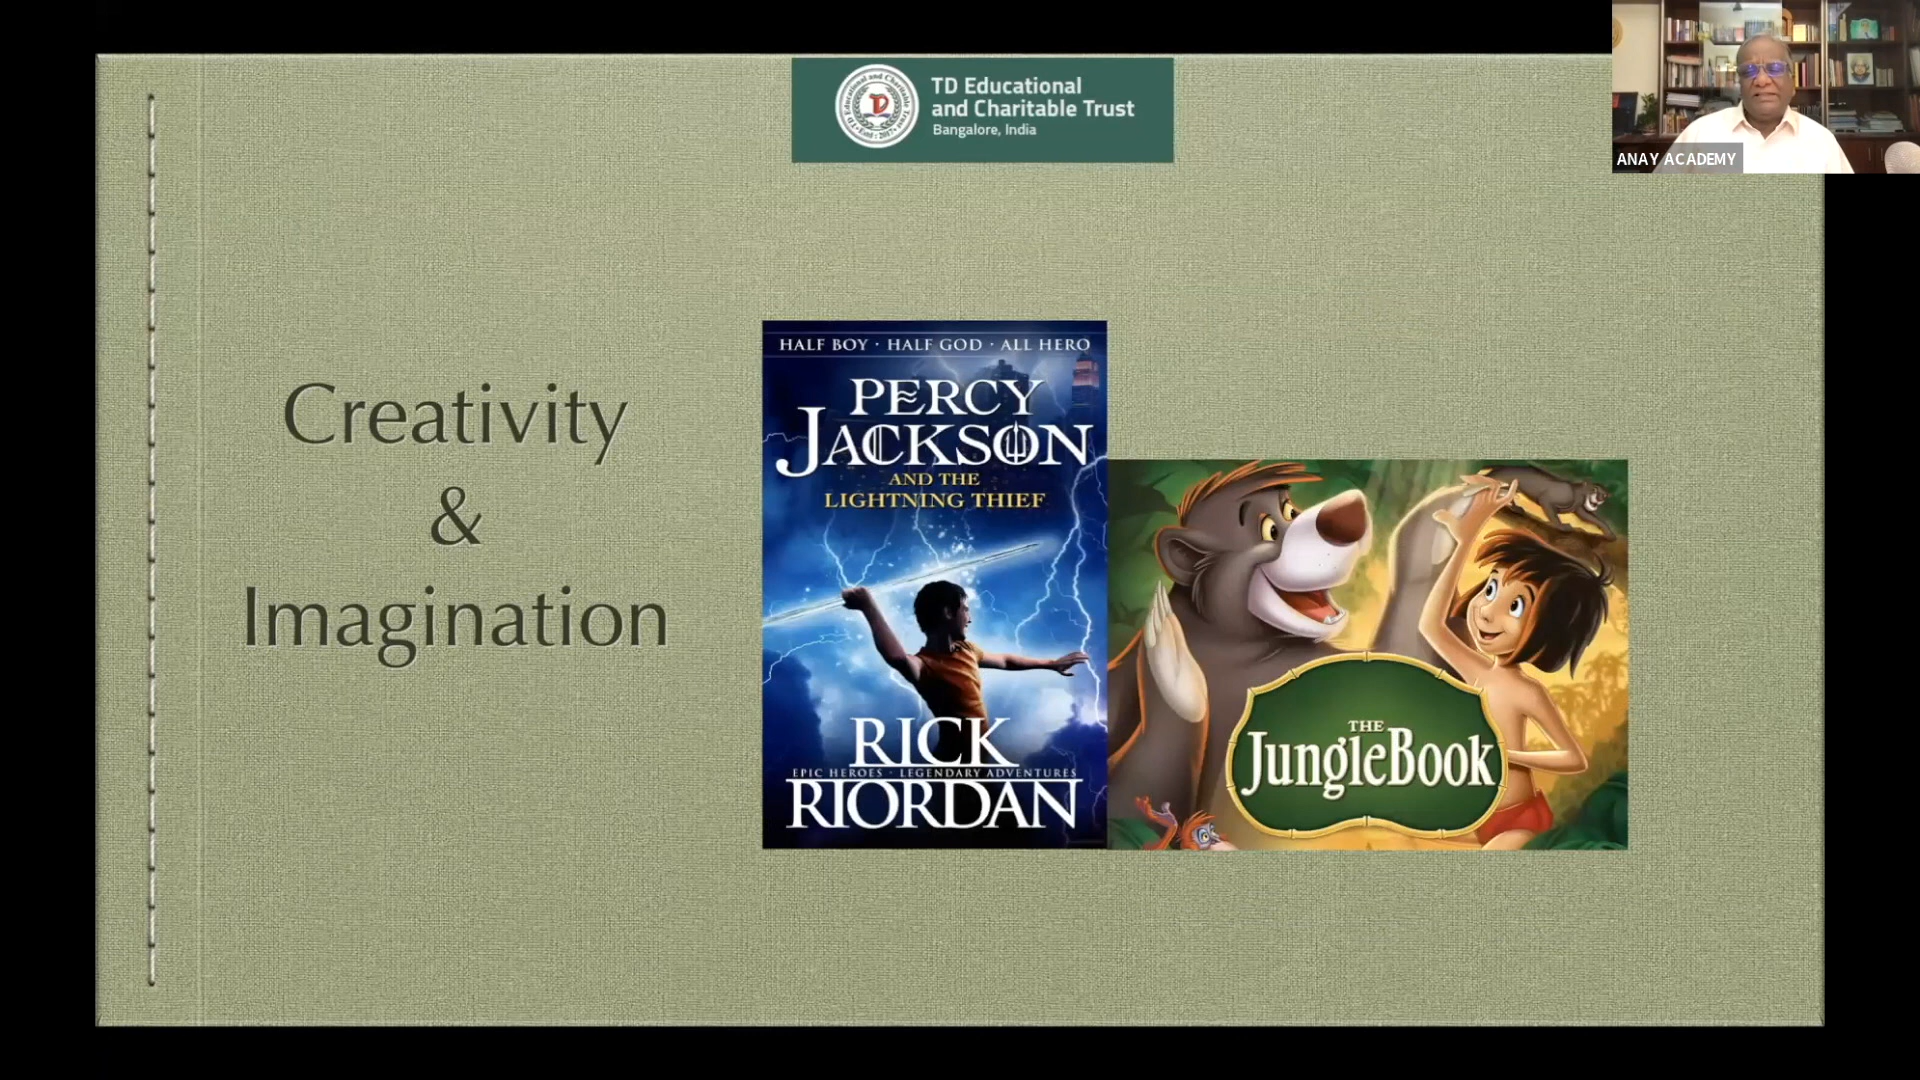 TD Educational
and Charitable Trust
Bangalore, India
ANAY ACADEMY
Creativity
&
Imagination
HALF BOY · HALF GOD · ALL HERO
PERCY
JACKSON
AND THE
LIGHTNING THIEF
RICK
EPIC HEROES · LEGENDARY ADVENTURES
RIORDAN
THE
JUNGLEBOOK